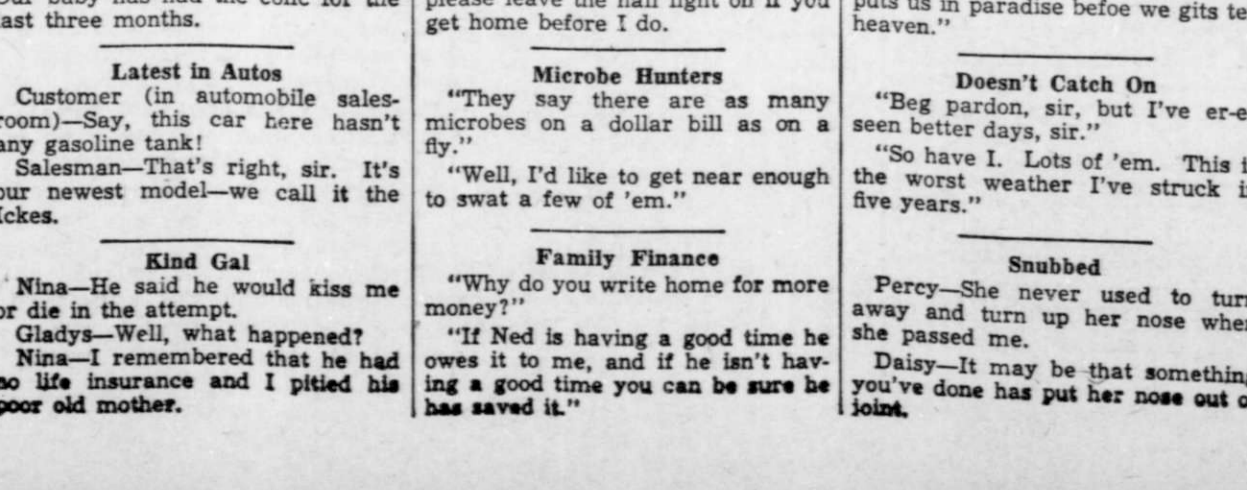 last three months.
Latest in Autos
Customer (in automobile sales-
room)—Say, this car here hasn't
any gasoline tank!
Salesman—That's right, sir. It's
our newest model—we call it the
Ickes.
Kind Gal
Nina—He said he would kiss me
or die in the attempt.
Gladys—Well, what happened?
Nina—I remembered that he had
no life insurance and I pitied his
poor old mother.
please leave the hall light on if you
get home before I do.
Microbe Hunters
"They say there are as many
microbes on a dollar bill as on a
fly."
"Well, I'd like to get near enough
to swat a few of 'em."
Family Finance
"Why do you write home for more
money?"
"If Ned is having a good time he
owes it to me, and if he isn't hav-
ing a good time you can be sure he
has saved it."
puts us in paradise befoe we gits te
heaven."
Doesn't Catch On
"Beg pardon, sir, but I've er-e
seen better days, sir."
"So have I. Lots of 'em. This i
the worst weather I've struck i
five years."
Snubbed
Percy—She never used to turn
away and turn up her nose when
she passed me.
Daisy—It may be that something
you've done has put her nose out o
joint.